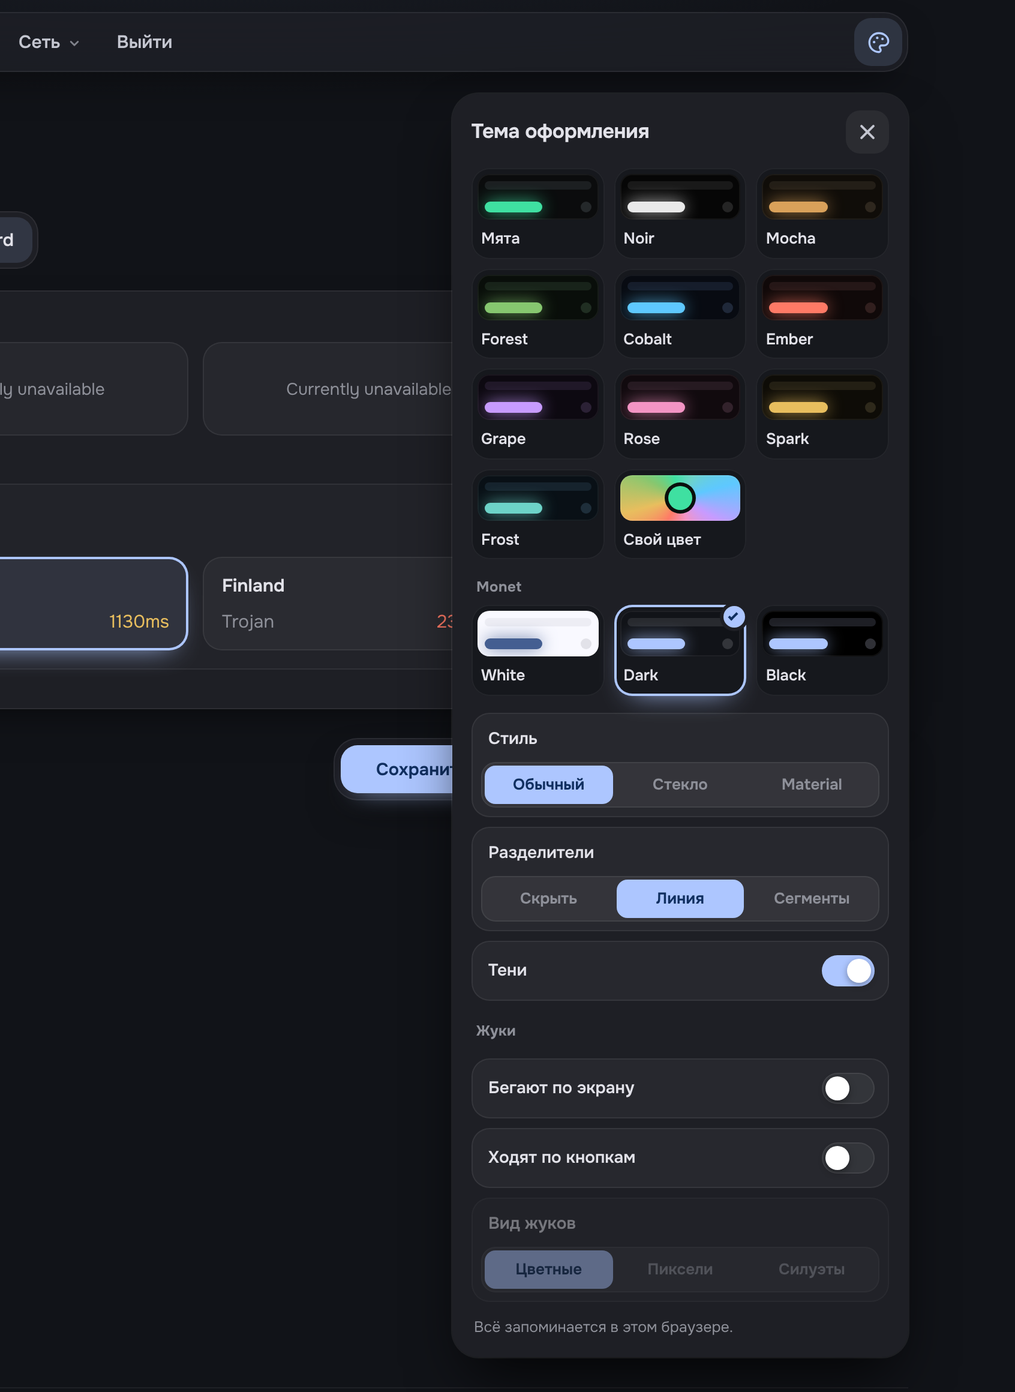 Сеть
Выйти
Тема оформления
Мята
Noir
Mocha
Forest
Cobalt
Ember
Grape
Rose
Spark
Frost
Свой цвет
Monet
White
Dark
Black
Стиль
Обычный
Стекло
Material
Разделители
Скрыть
Линия
Сегменты
Тени
Жуки
Бегают по экрану
Ходят по кнопкам
Вид жуков
Цветные
Пиксели
Силуэты
Всё запоминается в этом браузере.
rd
ly unavailable
Currently unavailable
1130ms
Finland
Trojan
23
Сохранит